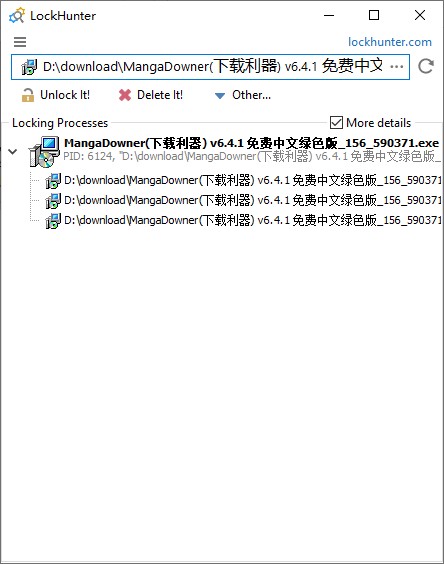 LockHunter
lockhunter.com
D:\download\MangaDowner(下载利器) v6.4.1 免费中文
Unlock It! Delete It! Other...
Locking Processes More details
MangaDowner(下载利器) v6.4.1 免费中文绿色版_156_590371.exe
PID: 6124, "D:\download\MangaDowner(下载利器) v6.4.1 免费中文绿色版_
D:\download\MangaDowner(下载利器) v6.4.1 免费中文绿色版_156_590371
D:\download\MangaDowner(下载利器) v6.4.1 免费中文绿色版_156_590371
D:\download\MangaDowner(下载利器) v6.4.1 免费中文绿色版_156_590371